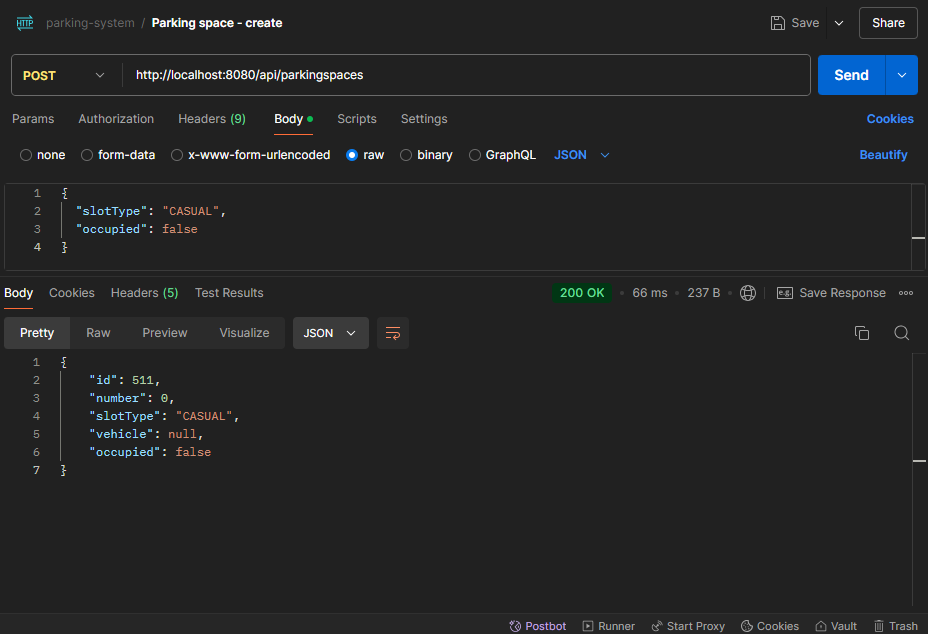 HTTP parking-system / Parking space - create Save Share
POST http://localhost:8080/api/parkingspaces Send
Params Authorization Headers (9) Body Scripts Settings Cookies
none form-data x-www-form-urlencoded raw binary GraphQL JSON Beautify
1 {
2 "slotType": "CASUAL",
3 "occupied": false
4 }
Body Cookies Headers (5) Test Results 200 OK • 66 ms • 237 B • e.g. Save Response
Pretty Raw Preview Visualize JSON
1 {
2 "id": 511,
3 "number": 0,
4 "slotType": "CASUAL",
5 "vehicle": null,
6 "occupied": false
7 }
Postbot Runner Start Proxy Cookies Vault Trash